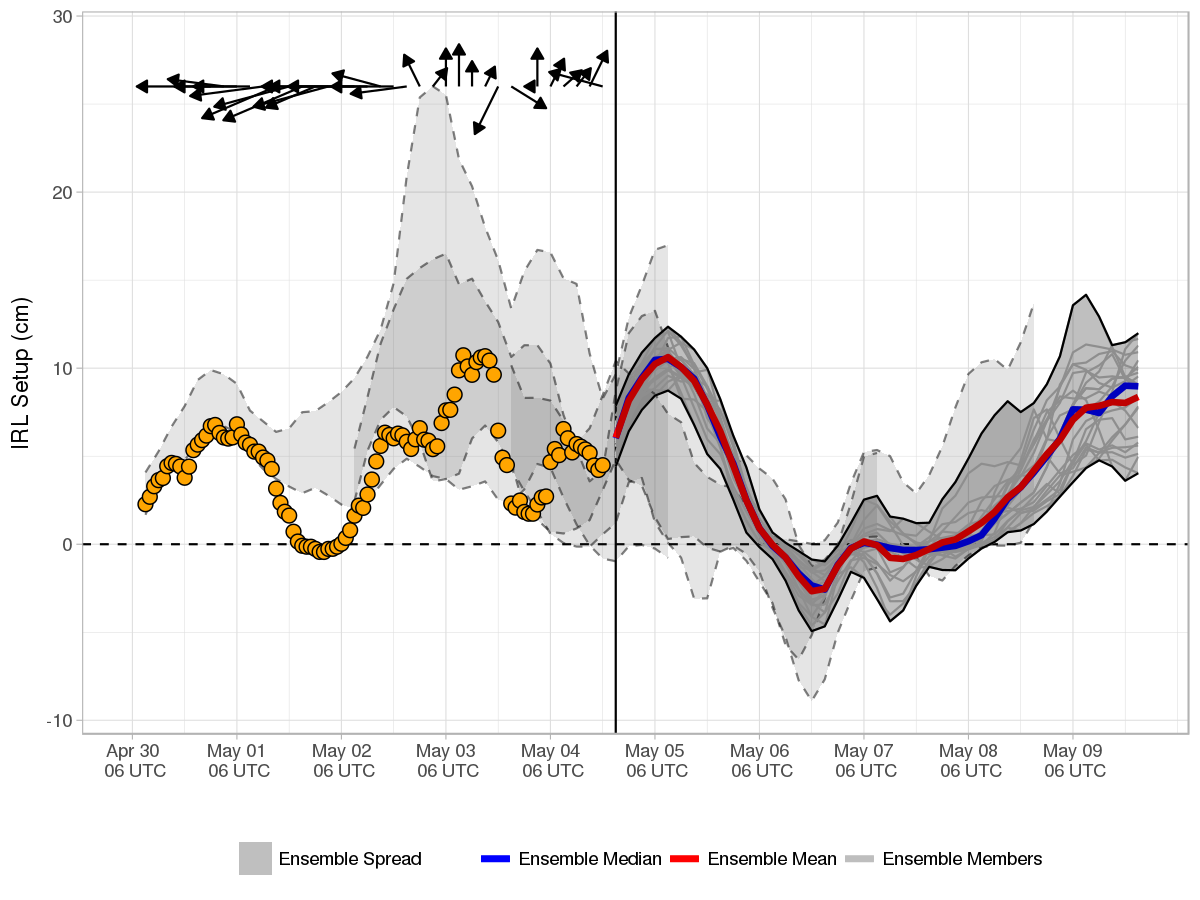 30
20
10
0
-10
IRL Setup (cm)
Apr 30 May 01 May 02 May 03 May 04 May 05 May 06 May 07 May 08 May 09
06 UTC 06 UTC 06 UTC 06 UTC 06 UTC 06 UTC 06 UTC 06 UTC 06 UTC 06 UTC
Ensemble Spread Ensemble Median Ensemble Mean Ensemble Members